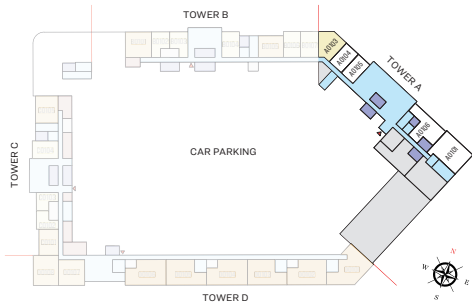 TOWER B
A0103
A0104
A0105
TOWER A
A0106
A0101
CAR PARKING
TOWER C
TOWER D
N
W
E
S